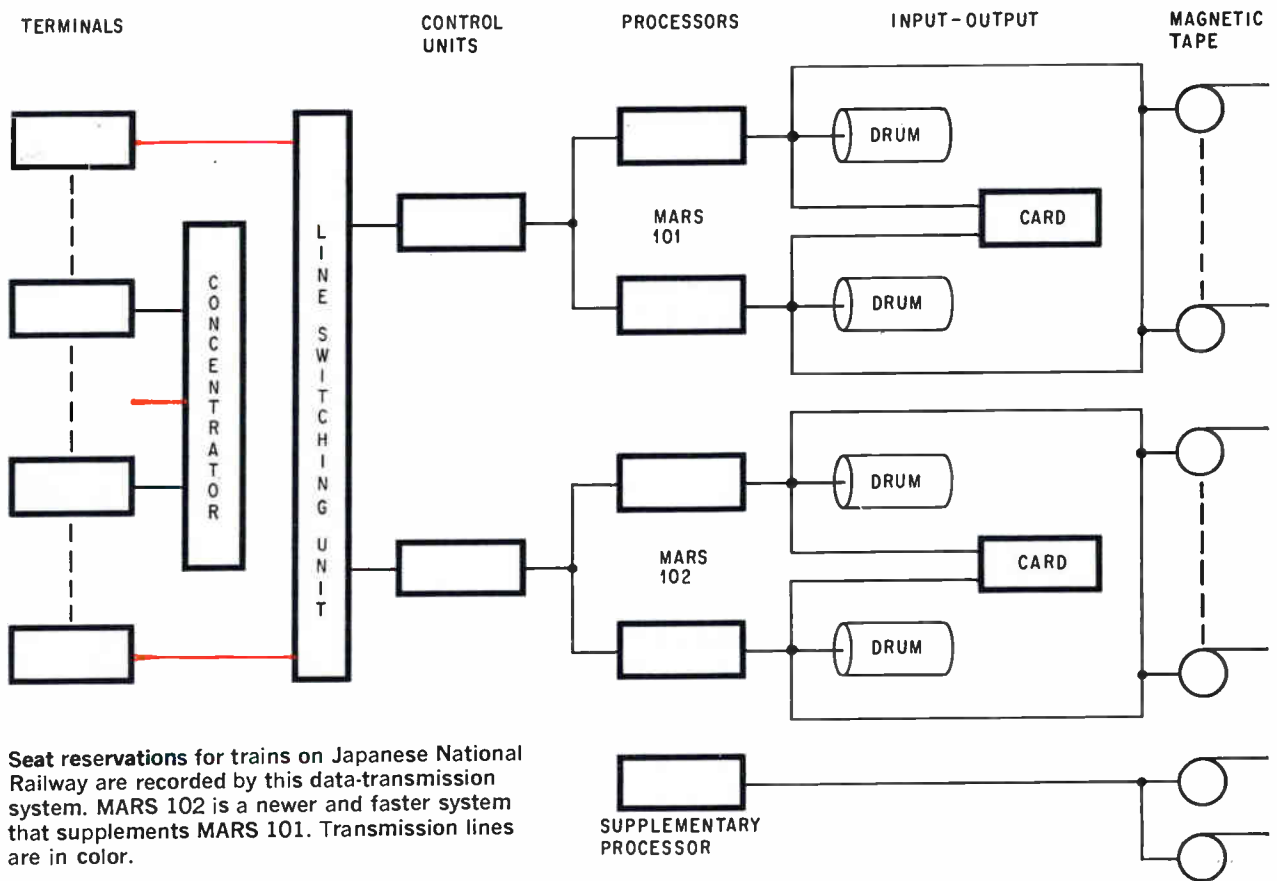 TERMINALS
CONTROL
UNITS
PROCESSORS
INPUT-OUTPUT
MAGNETIC
TAPE
CONCENTRATOR
LINE SWITCHING UNIT
DRUM
MARS
101
CARD
DRUM
DRUM
MARS
102
CARD
DRUM
SUPPLEMENTARY
PROCESSOR
Seat reservations for trains on Japanese National
Railway are recorded by this data-transmission
system. MARS 102 is a newer and faster system
that supplements MARS 101. Transmission lines
are in color.